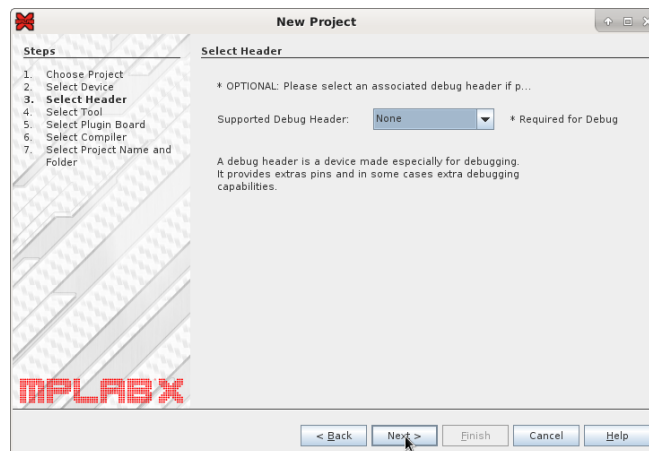 New Project
Steps
1. Choose Project
2. Select Device
3. Select Header
4. Select Tool
5. Select Plugin Board
6. Select Compiler
7. Select Project Name and
Folder
Select Header
* OPTIONAL: Please select an associated debug header if p...
Supported Debug Header: None * Required for Debug
A debug header is a device made especially for debugging.
It provides extras pins and in some cases extra debugging
capabilities.
MPLAB X
< Back Next > Finish Cancel Help